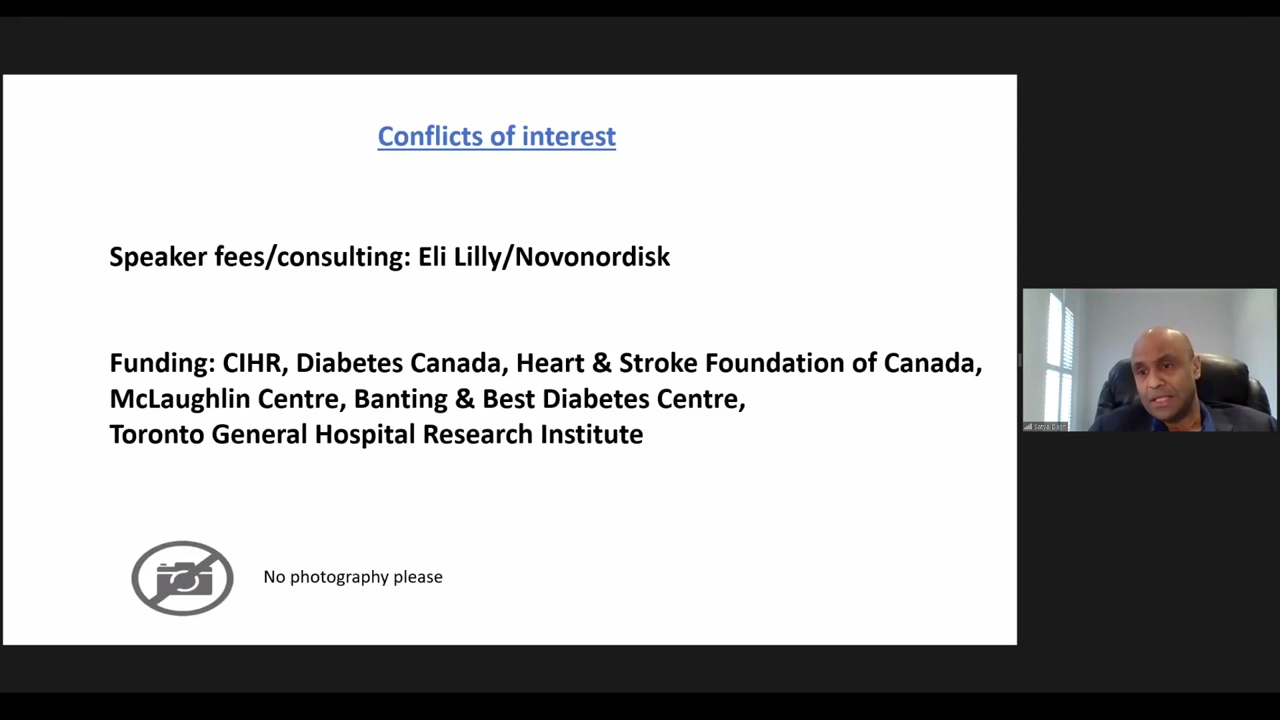 Conflicts of interest
Speaker fees/consulting: Eli Lilly/Novonordisk
Funding: CIHR, Diabetes Canada, Heart & Stroke Foundation of Canada,
McLaughlin Centre, Banting & Best Diabetes Centre,
Toronto General Hospital Research Institute
No photography please